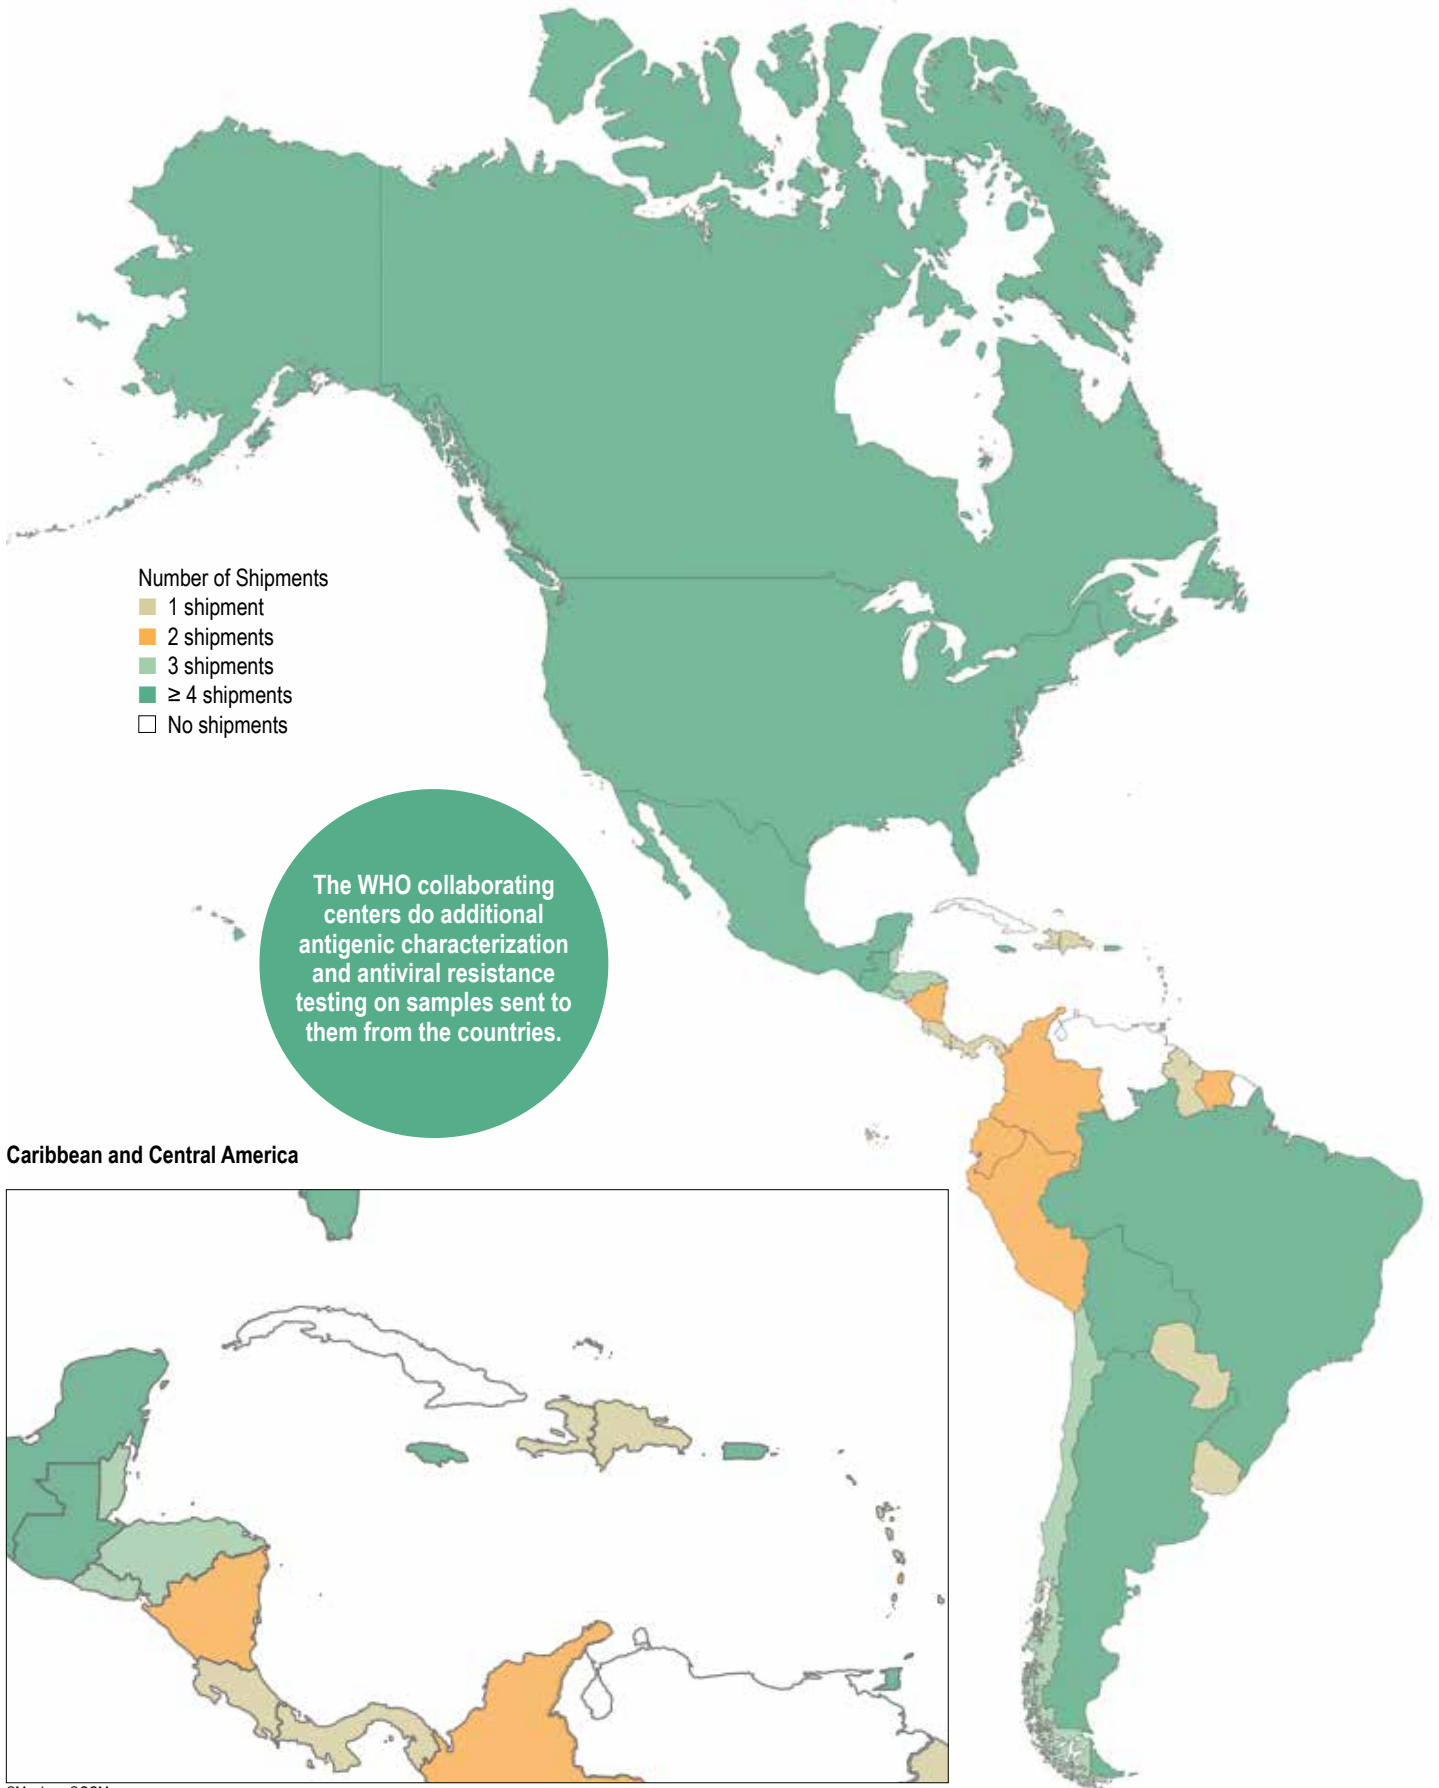 Number of Shipments
1 shipment
2 shipments
3 shipments
≥ 4 shipments
No shipments
The WHO collaborating
centers do additional
antigenic characterization
and antiviral resistance
testing on samples sent to
them from the countries.
Caribbean and Central America